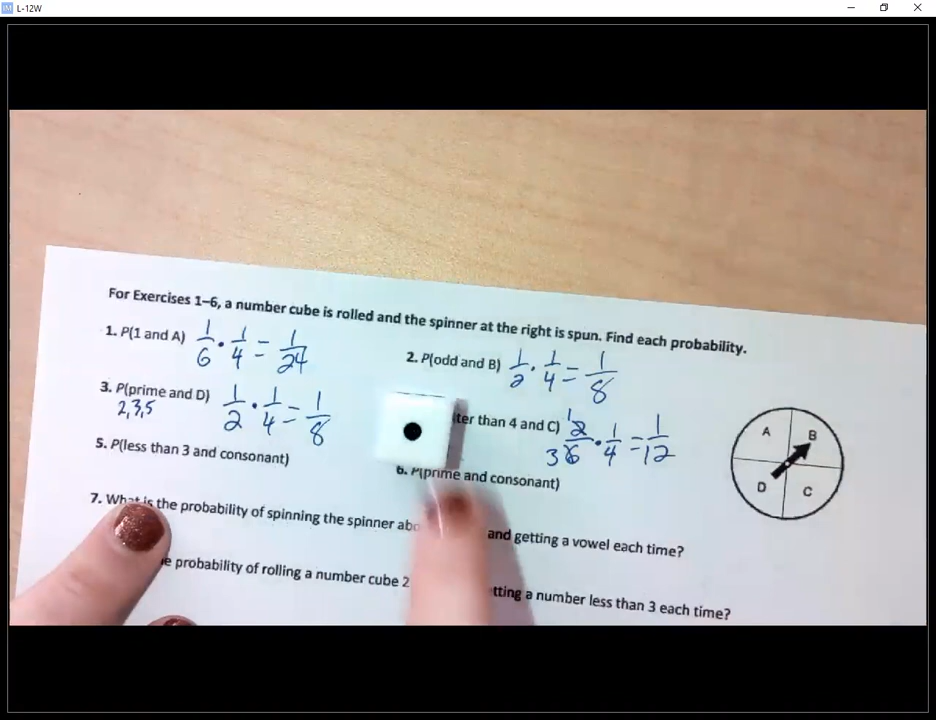 L-12W
For Exercises 1–6, a number cube is rolled and the spinner at the right is spun. Find each probability.
1. P(1 and A) 1/6 · 1/4 = 1/24
2. P(odd and B) 1/2 · 1/4 = 1/8
3. P(prime and D) 1/2 · 1/4 = 1/8
2,3,5
ter than 4 and C) 1 2/3 6 · 1/4 = 1/12
5. P(less than 3 and consonant)
6. P(prime and consonant)
7. What is the probability of spinning the spinner abo and getting a vowel each time?
probability of rolling a number cube 2 tting a number less than 3 each time?
A B
D C